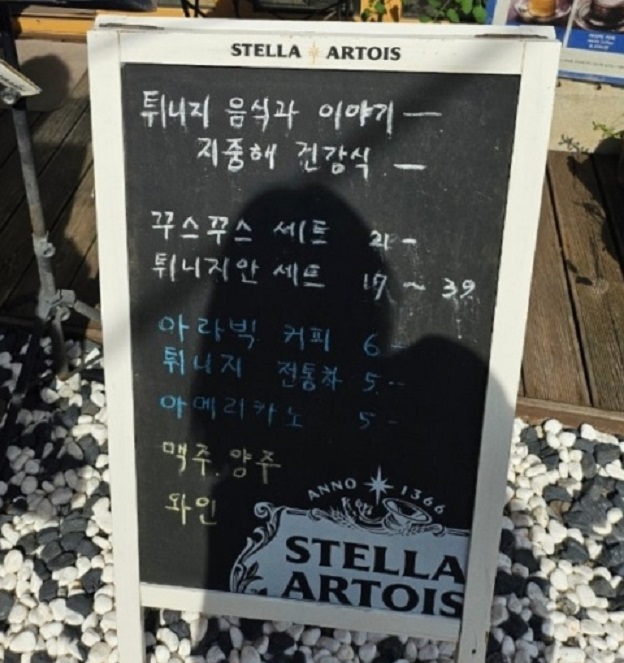 STELLA ARTOIS
튀니지 음식과 이야기 —
지중해 건강식 —
꾸스꾸스 세트 21 -
튀니지안 세트 17 ~ 39
아라빅 커피 6 -
튀니지 전통차 5 --
아메리카노 5 -
맥주. 양주
와인
ANNO 1366
STELLA
ARTOIS